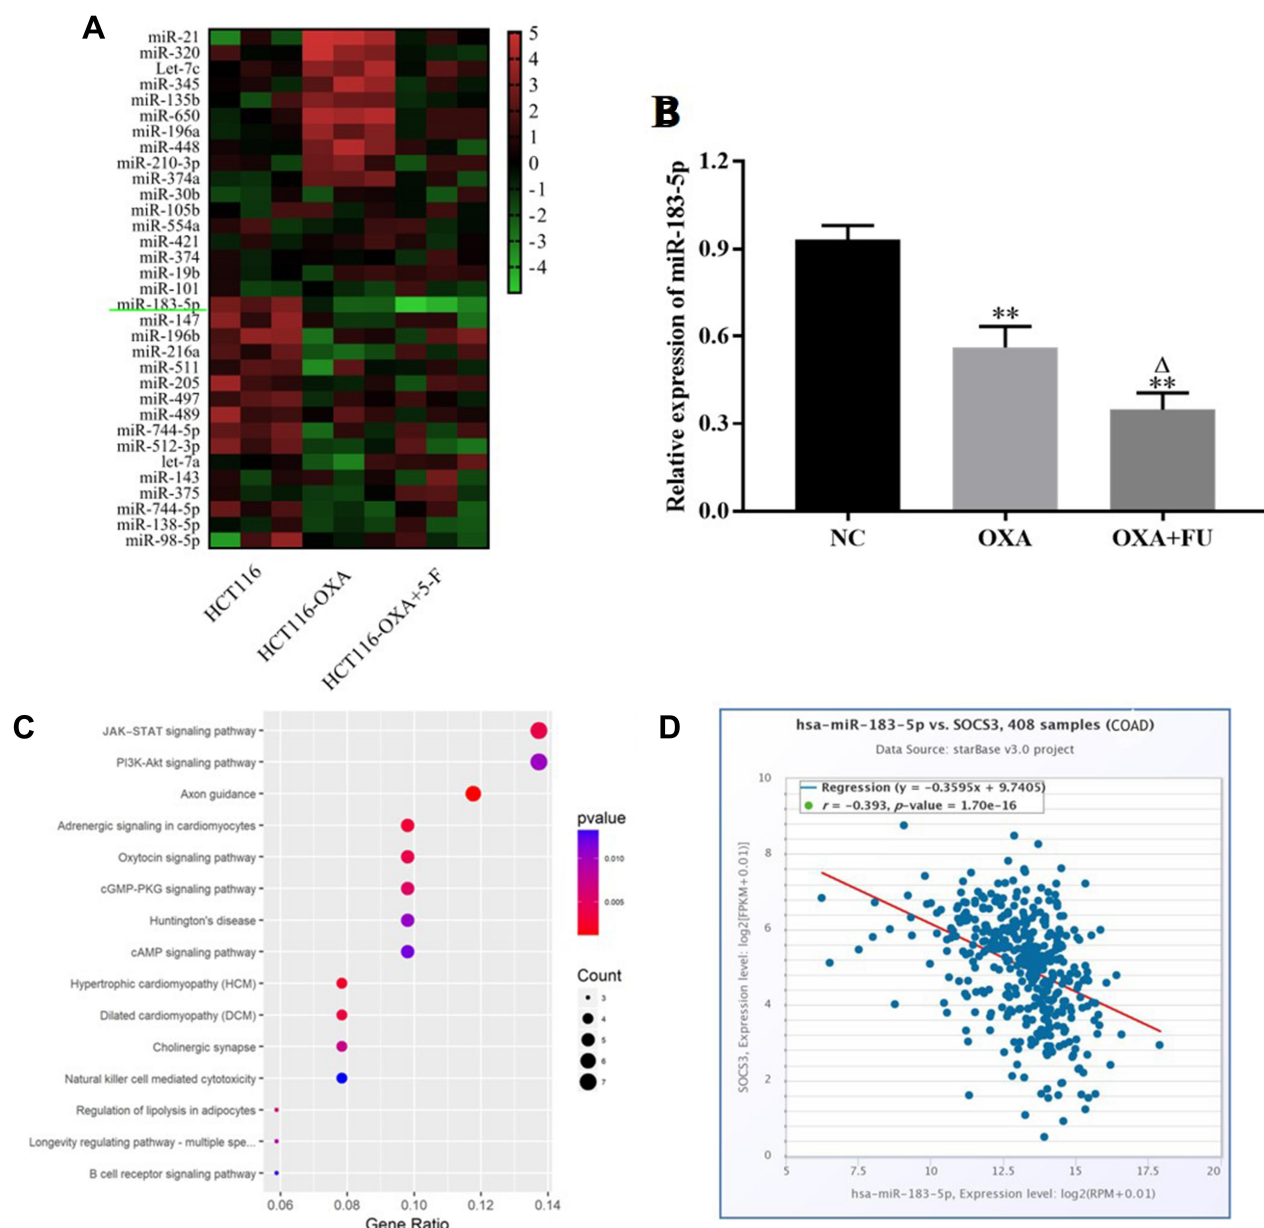 A
miR-21
miR-320
Let-7c
miR-345
miR-135b
miR-650
miR-196a
miR-448
miR-210-3p
miR-374a
miR-30b
miR-105b
miR-554a
miR-421
miR-374
miR-19b
miR-101
miR-183-5p
miR-147
miR-196b
miR-216a
miR-511
miR-205
miR-497
miR-489
miR-744-5p
miR-512-3p
let-7a
miR-143
miR-375
miR-744-5p
miR-138-5p
miR-98-5p
HCT116
HCT116-OXA
HCT116-OXA+5-F
5
4
3
2
1
0
-1
-2
-3
-4
B
Relative expression of miR-183-5p
1.2
0.9
0.6
0.3
0.0
**
Δ
**
NC
OXA
OXA+FU
C
JAK-STAT signaling pathway
PI3K-Akt signaling pathway
Axon guidance
Adrenergic signaling in cardiomyocytes
Oxytocin signaling pathway
cGMP-PKG signaling pathway
Huntington's disease
cAMP signaling pathway
Hypertrophic cardiomyopathy (HCM)
Dilated cardiomyopathy (DCM)
Cholinergic synapse
Natural killer cell mediated cytotoxicity
Regulation of lipolysis in adipocytes
Longevity regulating pathway - multiple spe...
B cell receptor signaling pathway
0.06
0.08
0.10
0.12
0.14
Gene Ratio
pvalue
0.010
0.005
Count
3
4
5
6
7
D
hsa-miR-183-5p vs. SOCS3, 408 samples (COAD)
Data Source: starBase v3.0 project
Regression (y = -0.3595x + 9.7405)
r = -0.393, p-value = 1.70e-16
SOCS3, Expression level: log2[FPKM+0.01)]
10
8
6
4
2
0
5
7.5
10
12.5
15
17.5
20
hsa-miR-183-5p, Expression level: log2(RPM+0.01)